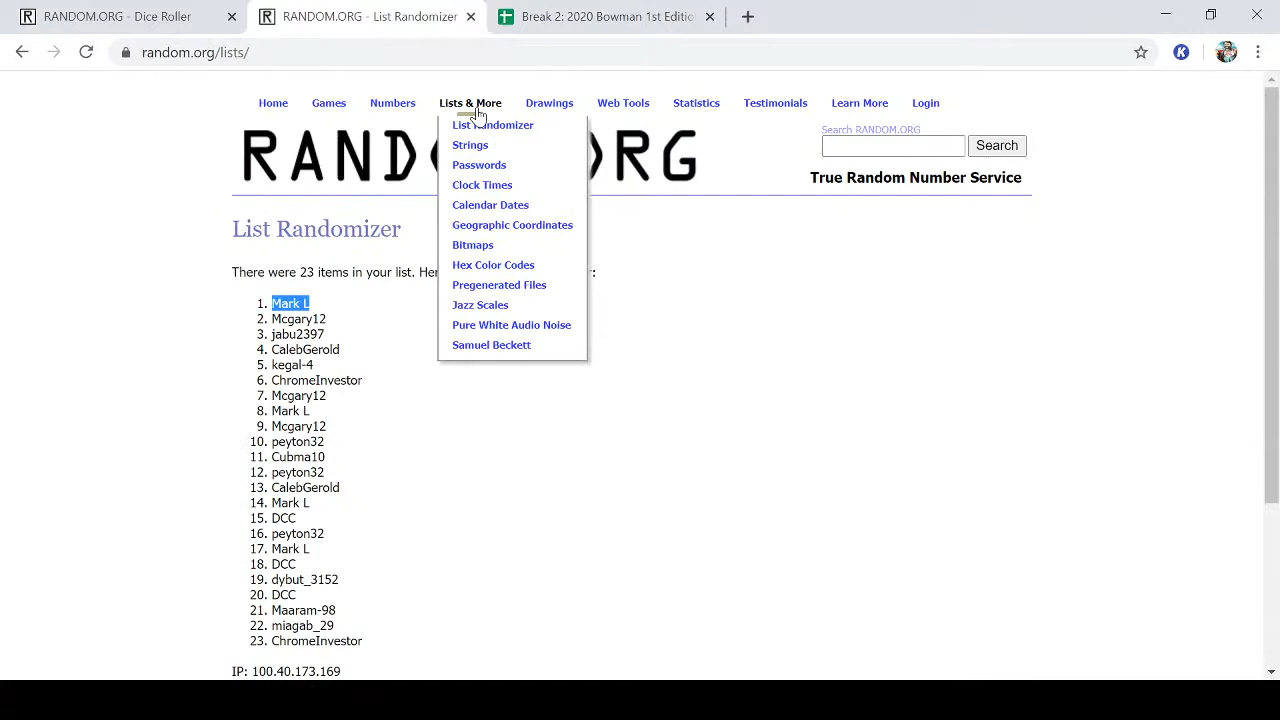 RANDOM.ORG - Dice Roller
RANDOM.ORG - List Randomizer
Break 2: 2020 Bowman 1st Edition
random.org/lists/
K
Home Games Numbers Lists & More Drawings Web Tools Statistics Testimonials Learn More Login
List Randomizer
Strings
Passwords
Clock Times
Calendar Dates
Geographic Coordinates
Bitmaps
Hex Color Codes
Pregenerated Files
Jazz Scales
Pure White Audio Noise
Samuel Beckett
RAND RG
Search RANDOM.ORG
Search
True Random Number Service
List Randomizer
There were 23 items in your list. Her :
1. Mark L
2. Mcgary12
3. jabu2397
4. CalebGerold
5. kegal-4
6. ChromeInvestor
7. Mcgary12
8. Mark L
9. Mcgary12
10. peyton32
11. Cubma10
12. peyton32
13. CalebGerold
14. Mark L
15. DCC
16. peyton32
17. Mark L
18. DCC
19. dybut_3152
20. DCC
21. Maaram-98
22. miagab_29
23. ChromeInvestor
IP: 100.40.173.169